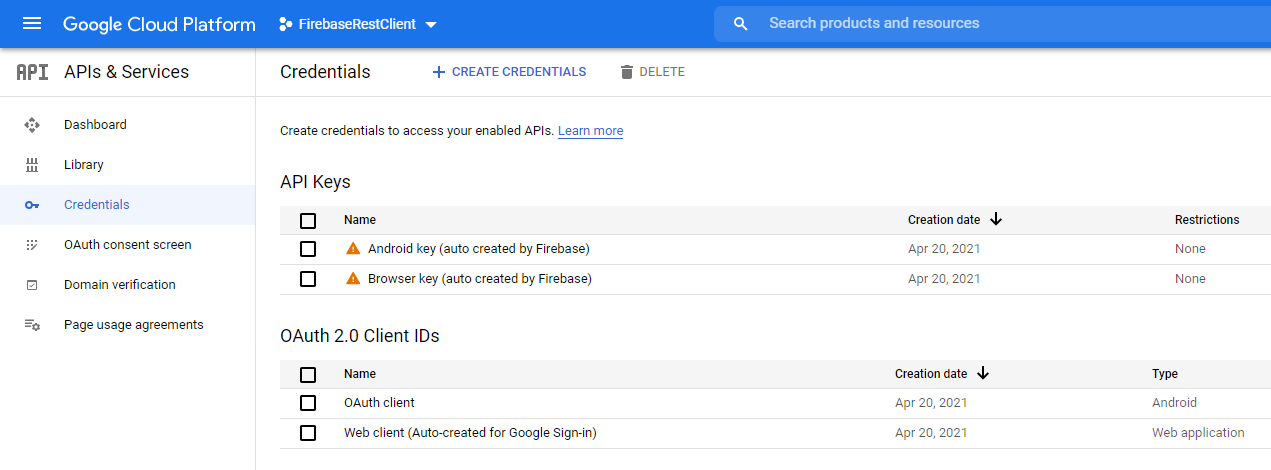 Google Cloud Platform FirebaseRestClient Search products and resources
API APIs & Services
Credentials CREATE CREDENTIALS DELETE
Dashboard
Library
Credentials
OAuth consent screen
Domain verification
Page usage agreements
Create credentials to access your enabled APIs. Learn more
API Keys
Name Creation date Restrictions
Android key (auto created by Firebase) Apr 20, 2021 None
Browser key (auto created by Firebase) Apr 20, 2021 None
OAuth 2.0 Client IDs
Name Creation date Type
OAuth client Apr 20, 2021 Android
Web client (Auto-created for Google Sign-in) Apr 20, 2021 Web application